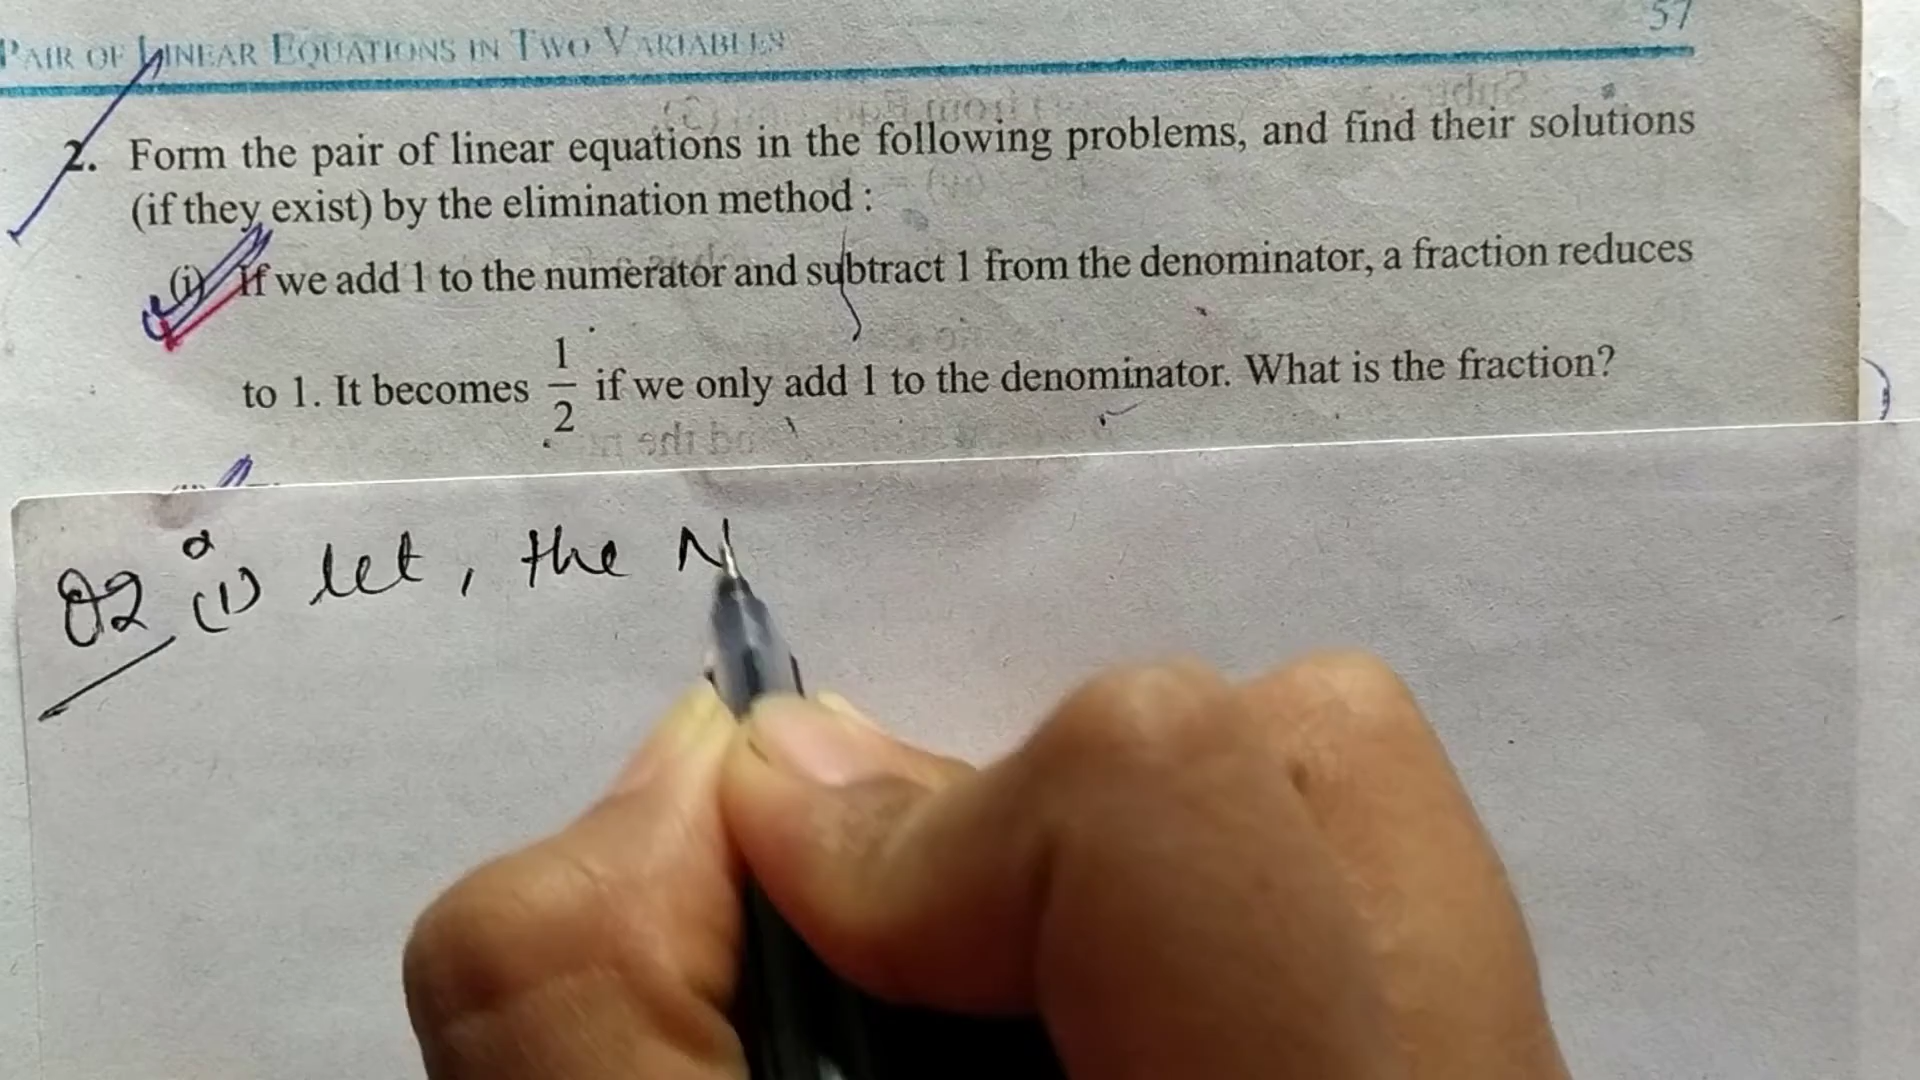 PAIR OF LINEAR EQUATIONS IN TWO VARIABLES 57
2. Form the pair of linear equations in the following problems, and find their solutions
(if they exist) by the elimination method :
(i) If we add 1 to the numerator and subtract 1 from the denominator, a fraction reduces
to 1. It becomes 1/2 if we only add 1 to the denominator. What is the fraction?
Q2 (i) let, the N